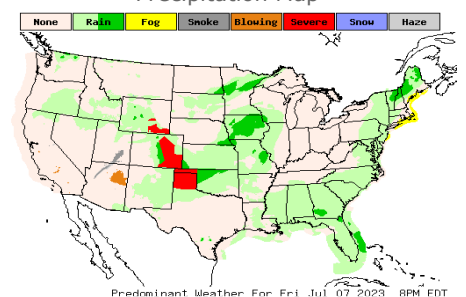 Precipitation Map
None Rain Fog Smoke Blowing Severe Snow Haze
Predominant Weather For Fri Jul 07 2023 8PM EDT